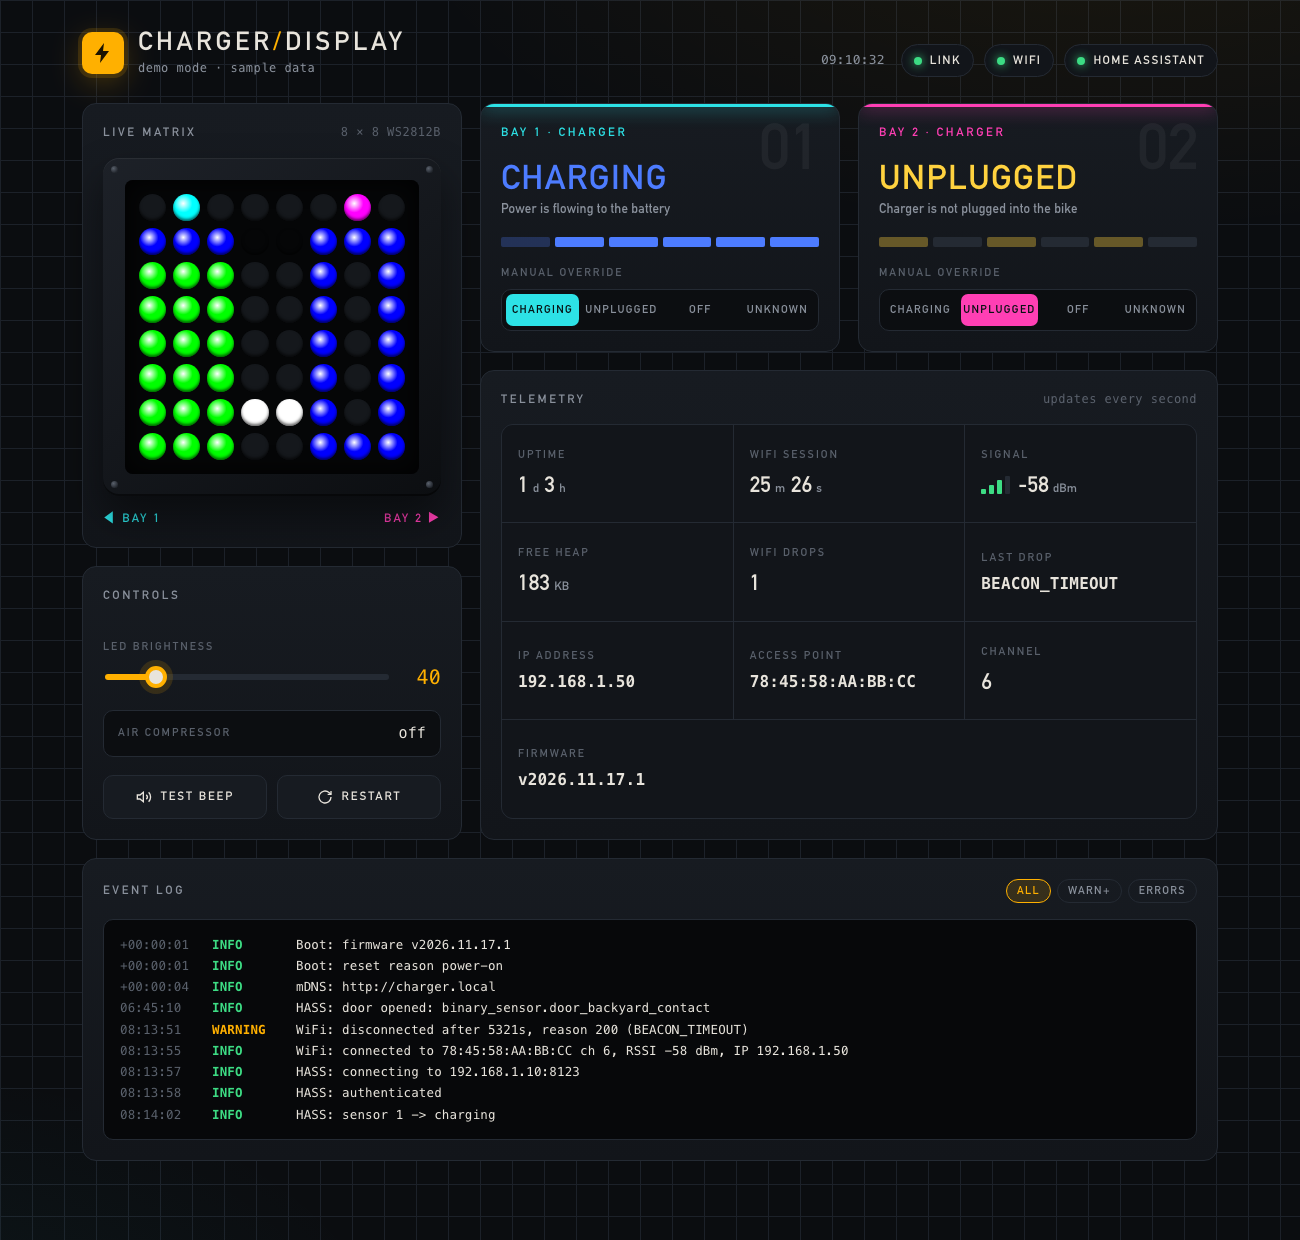 CHARGER/DISPLAY
demo mode · sample data
09:10:32
LINK
WIFI
HOME ASSISTANT
LIVE MATRIX
8 × 8 WS2812B
◀ BAY 1
BAY 2 ▶
BAY 1 · CHARGER
01
CHARGING
Power is flowing to the battery
MANUAL OVERRIDE
CHARGING UNPLUGGED OFF UNKNOWN
BAY 2 · CHARGER
02
UNPLUGGED
Charger is not plugged into the bike
MANUAL OVERRIDE
CHARGING UNPLUGGED OFF UNKNOWN
CONTROLS
LED BRIGHTNESS
40
AIR COMPRESSOR
off
TEST BEEP
RESTART
TELEMETRY
updates every second
UPTIME
1 d 3 h
WIFI SESSION
25 m 26 s
SIGNAL
-58 dBm
FREE HEAP
183 KB
WIFI DROPS
1
LAST DROP
BEACON_TIMEOUT
IP ADDRESS
192.168.1.50
ACCESS POINT
78:45:58:AA:BB:CC
CHANNEL
6
FIRMWARE
v2026.11.17.1
EVENT LOG
ALL
WARN+
ERRORS
+00:00:01 INFO Boot: firmware v2026.11.17.1
+00:00:01 INFO Boot: reset reason power-on
+00:00:04 INFO mDNS: http://charger.local
06:45:10 INFO HASS: door opened: binary_sensor.door_backyard_contact
08:13:51 WARNING WiFi: disconnected after 5321s, reason 200 (BEACON_TIMEOUT)
08:13:55 INFO WiFi: connected to 78:45:58:AA:BB:CC ch 6, RSSI -58 dBm, IP 192.168.1.50
08:13:57 INFO HASS: connecting to 192.168.1.10:8123
08:13:58 INFO HASS: authenticated
08:14:02 INFO HASS: sensor 1 -> charging